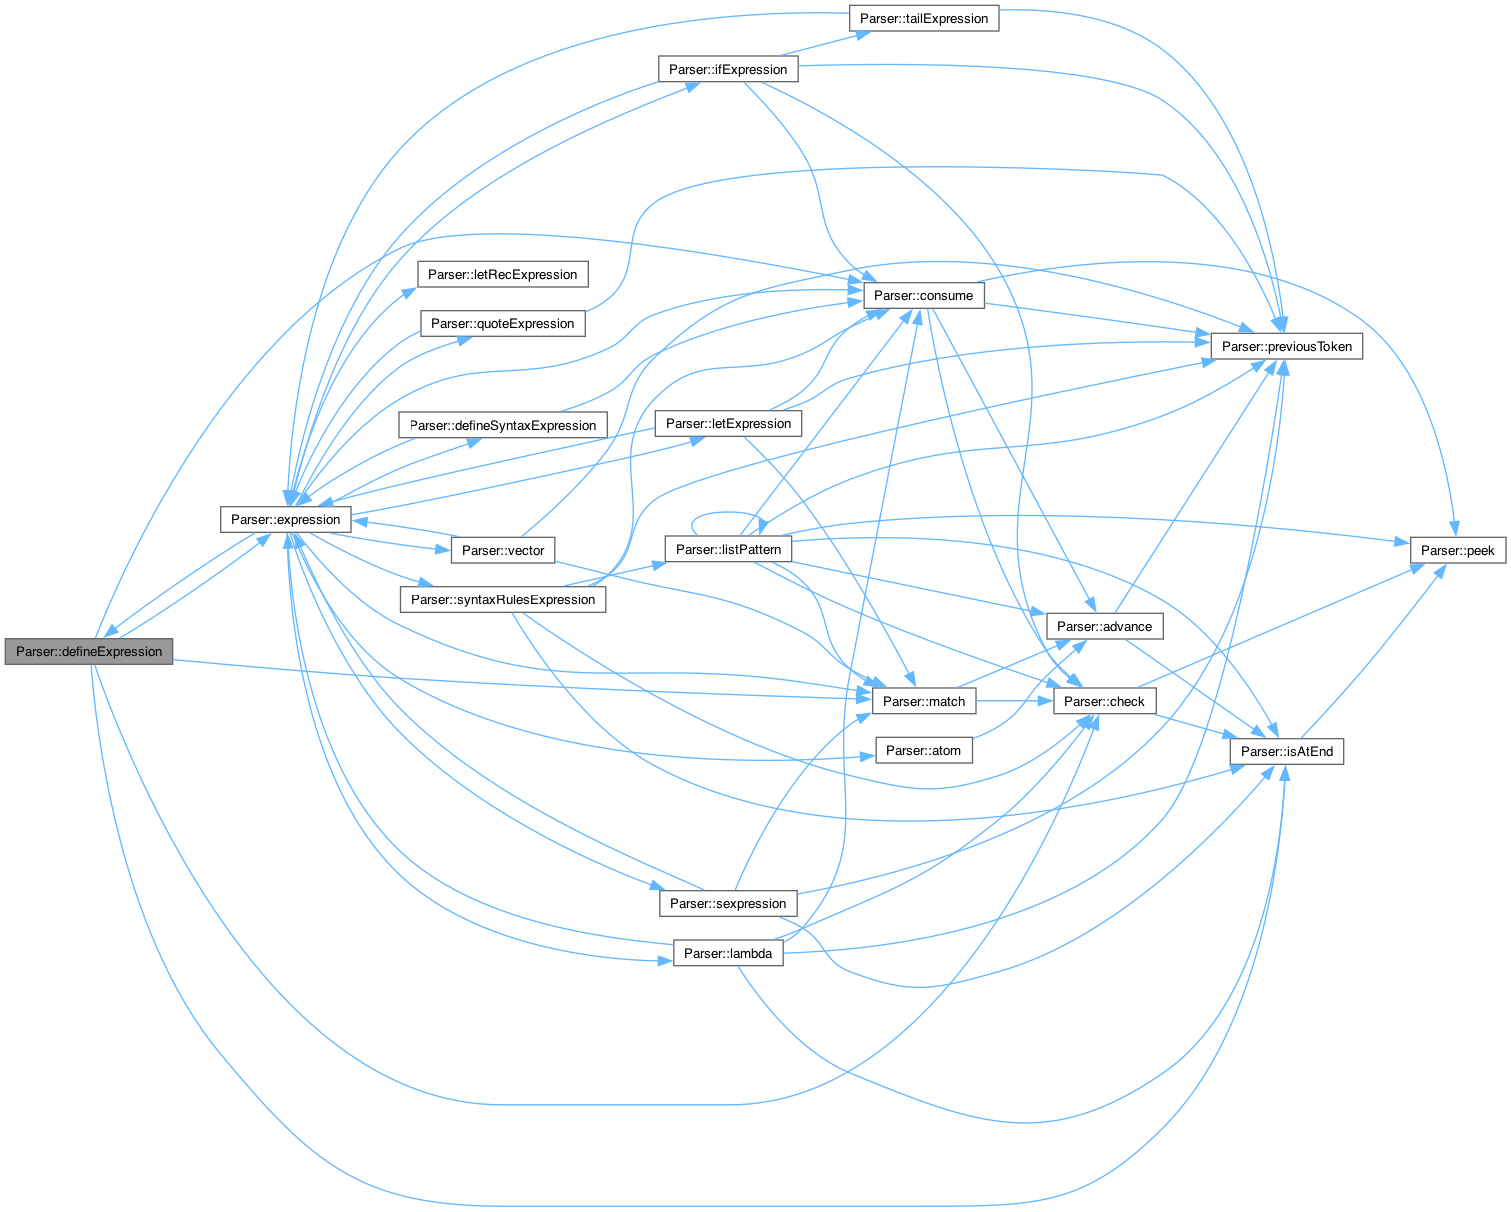 Parser::tailExpression
Parser::ifExpression
Parser::letRecExpression
Parser::consume
Parser::quoteExpression
Parser::previousToken
Parser::defineSyntaxExpression
Parser::letExpression
Parser::expression
Parser::vector
Parser::listPattern
Parser::peek
Parser::syntaxRulesExpression
Parser::advance
Parser::defineExpression
Parser::match
Parser::check
Parser::atom
Parser::isAtEnd
Parser::sexpression
Parser::lambda